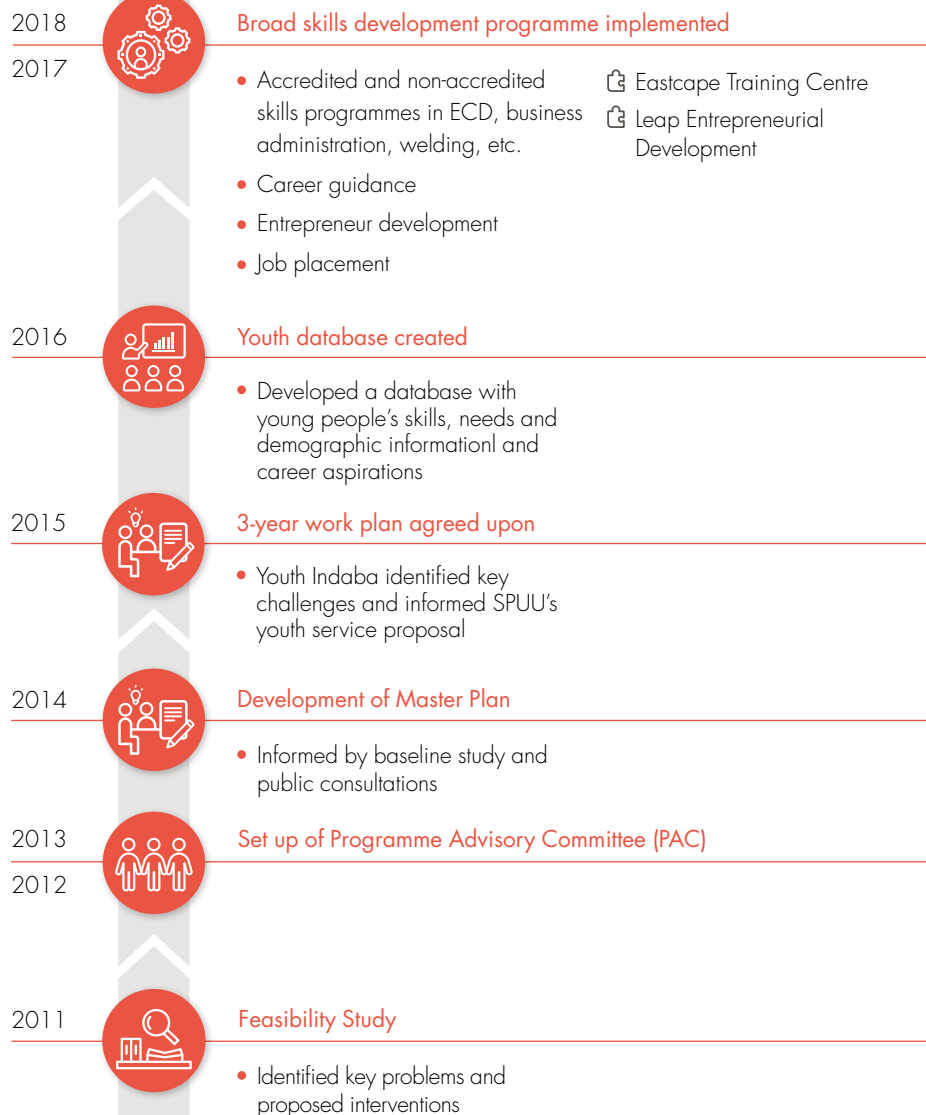 2018
Broad skills development programme implemented
2017
• Accredited and non-accredited
skills programmes in ECD, business
administration, welding, etc.
• Career guidance
• Entrepreneur development
• Job placement
Eastcape Training Centre
Leap Entrepreneurial
Development
2016
Youth database created
• Developed a database with
young people’s skills, needs and
demographic informationl and
career aspirations
2015
3-year work plan agreed upon
• Youth Indaba identified key
challenges and informed SPUU’s
youth service proposal
2014
Development of Master Plan
• Informed by baseline study and
public consultations
2013
Set up of Programme Advisory Committee (PAC)
2012
2011
Feasibility Study
• Identified key problems and
proposed interventions